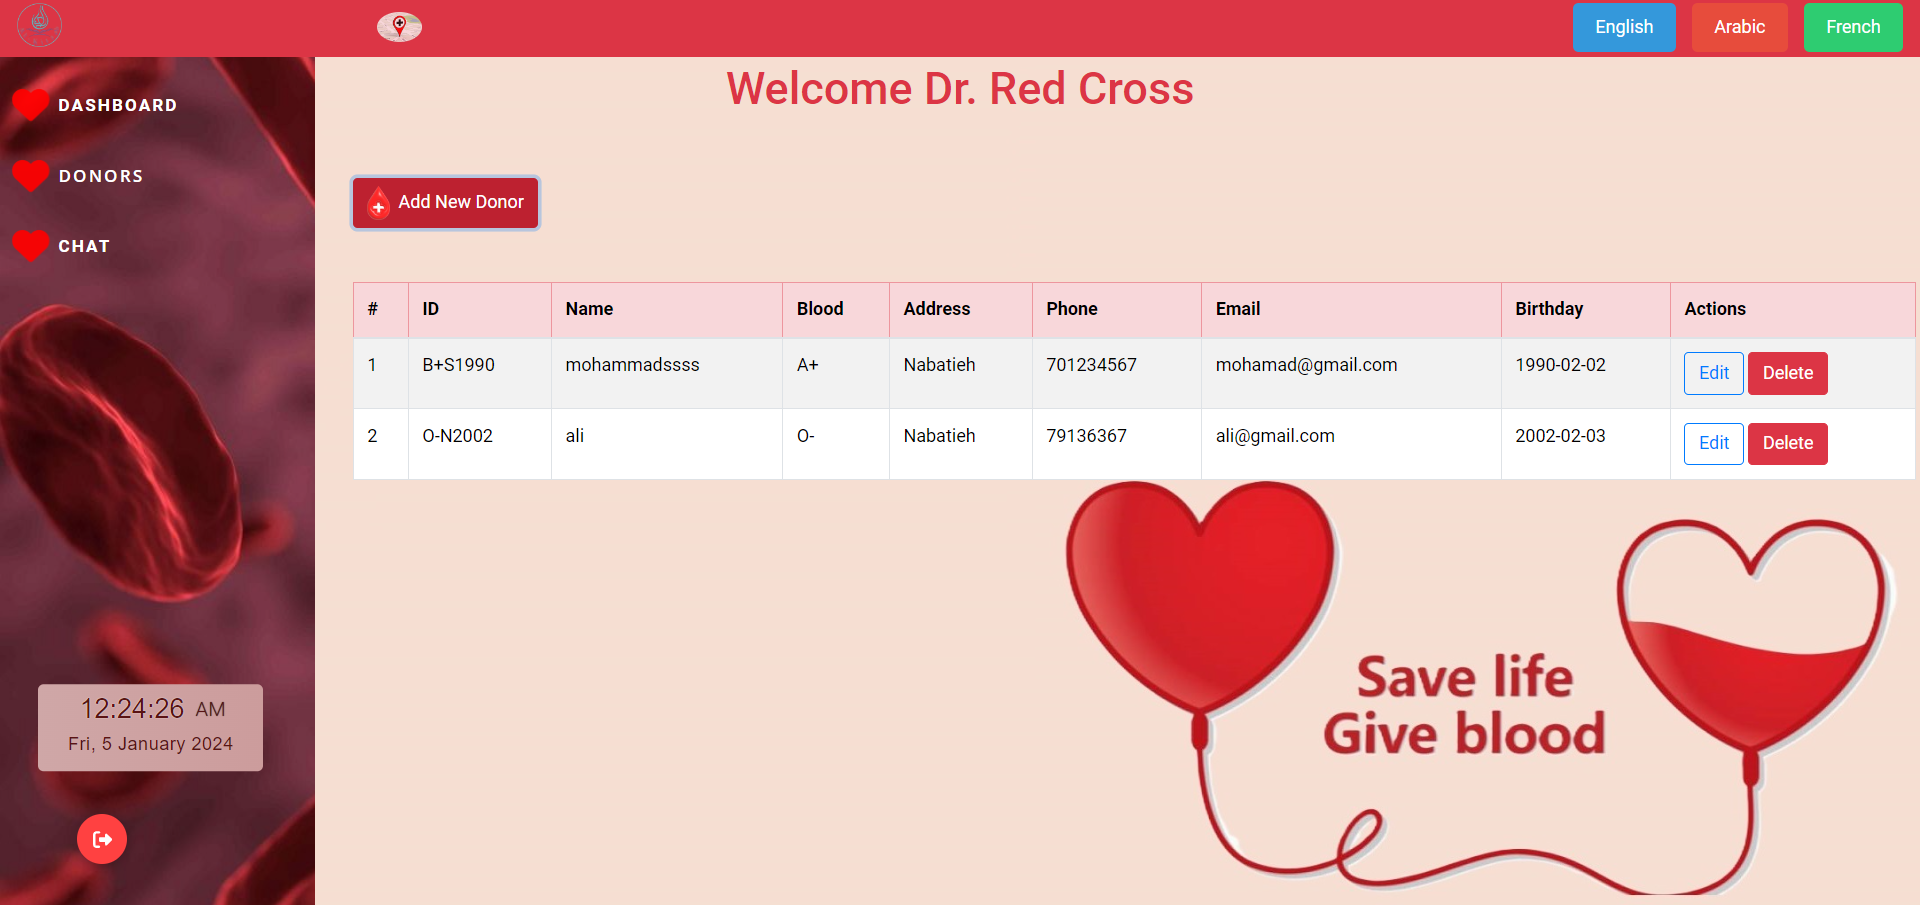 English Arabic French
DASHBOARD
DONORS
CHAT
12:24:26 AM
Fri, 5 January 2024
Welcome Dr. Red Cross
Add New Donor
# ID Name Blood Address Phone Email Birthday Actions
1 B+S1990 mohammadssss A+ Nabatieh 701234567 mohamad@gmail.com 1990-02-02 Edit Delete
2 O-N2002 ali O- Nabatieh 79136367 ali@gmail.com 2002-02-03 Edit Delete
Save life
Give blood